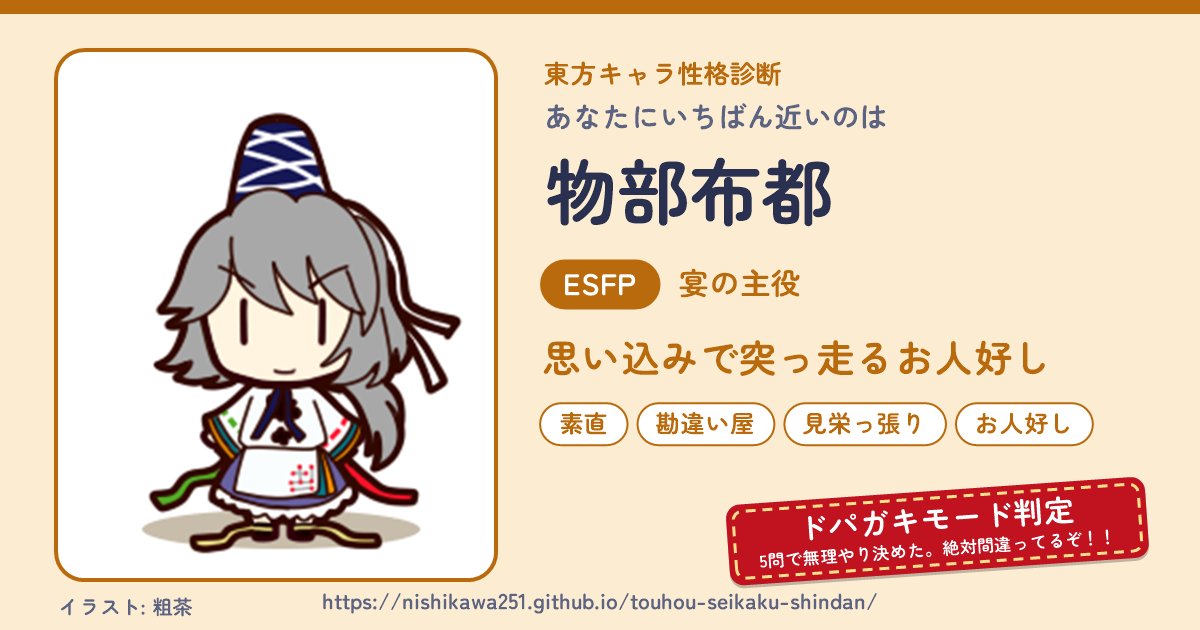 東方キャラ性格診断
あなたにいちばん近いのは
物部布都
ESFP 宴の主役
思い込みで突っ走るお人好し
素直 勘違い屋 見栄っ張り お人好し
ドパガキモード判定
5問で無理やり決めた。絶対間違ってるぞ！！
イラスト: 粗茶
https://nishikawa251.github.io/touhou-seikaku-shindan/